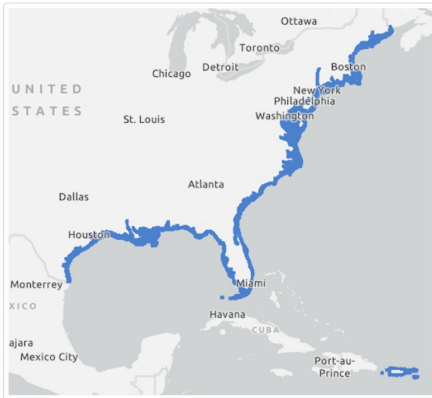 Ottawa
Toronto
Boston
Detroit
Chicago
UNITED
STATES
New York
Philadelphia
Washington
St. Louis
Atlanta
Dallas
Houston
Monterrey
Miami
XICO
Havana
CUBA
ajara
Mexico City
Port-au-
Prince